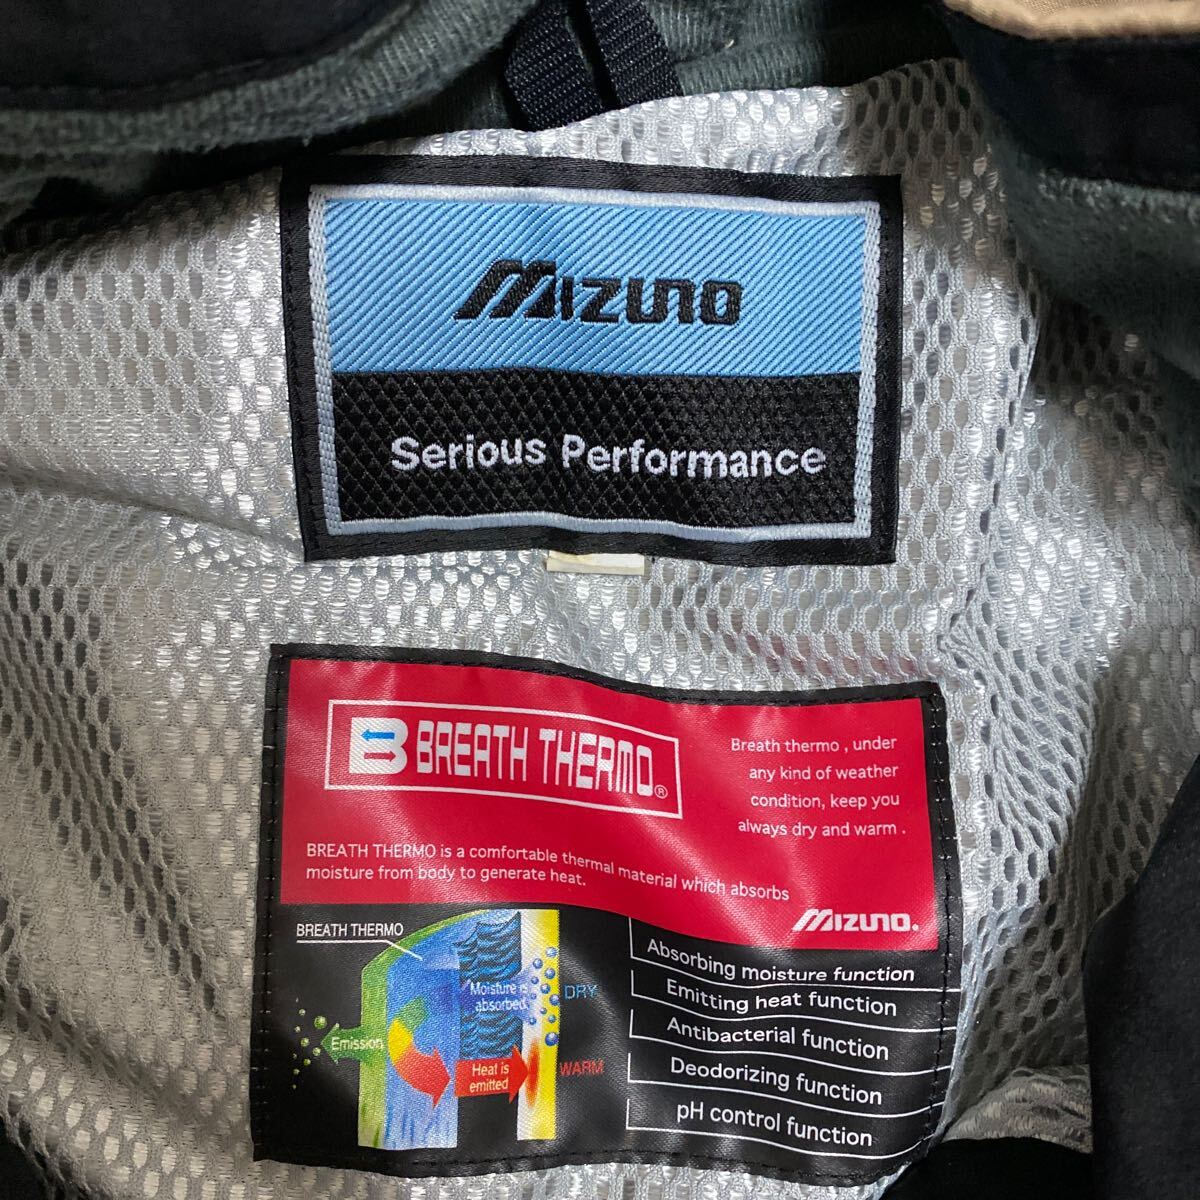 MIZUNO
Serious Performance
B BREATH THERMO®
Breath thermo , under
any kind of weather
condition, keep you
always dry and warm .
BREATH THERMO is a comfortable thermal material which absorbs
moisture from body to generate heat.
MIZUNO.
BREATH THERMO
Moisture is
absorbed
DRY
Emission
Heat is
emitted
WARM
Absorbing moisture function
Emitting heat function
Antibacterial function
Deodorizing function
pH control function